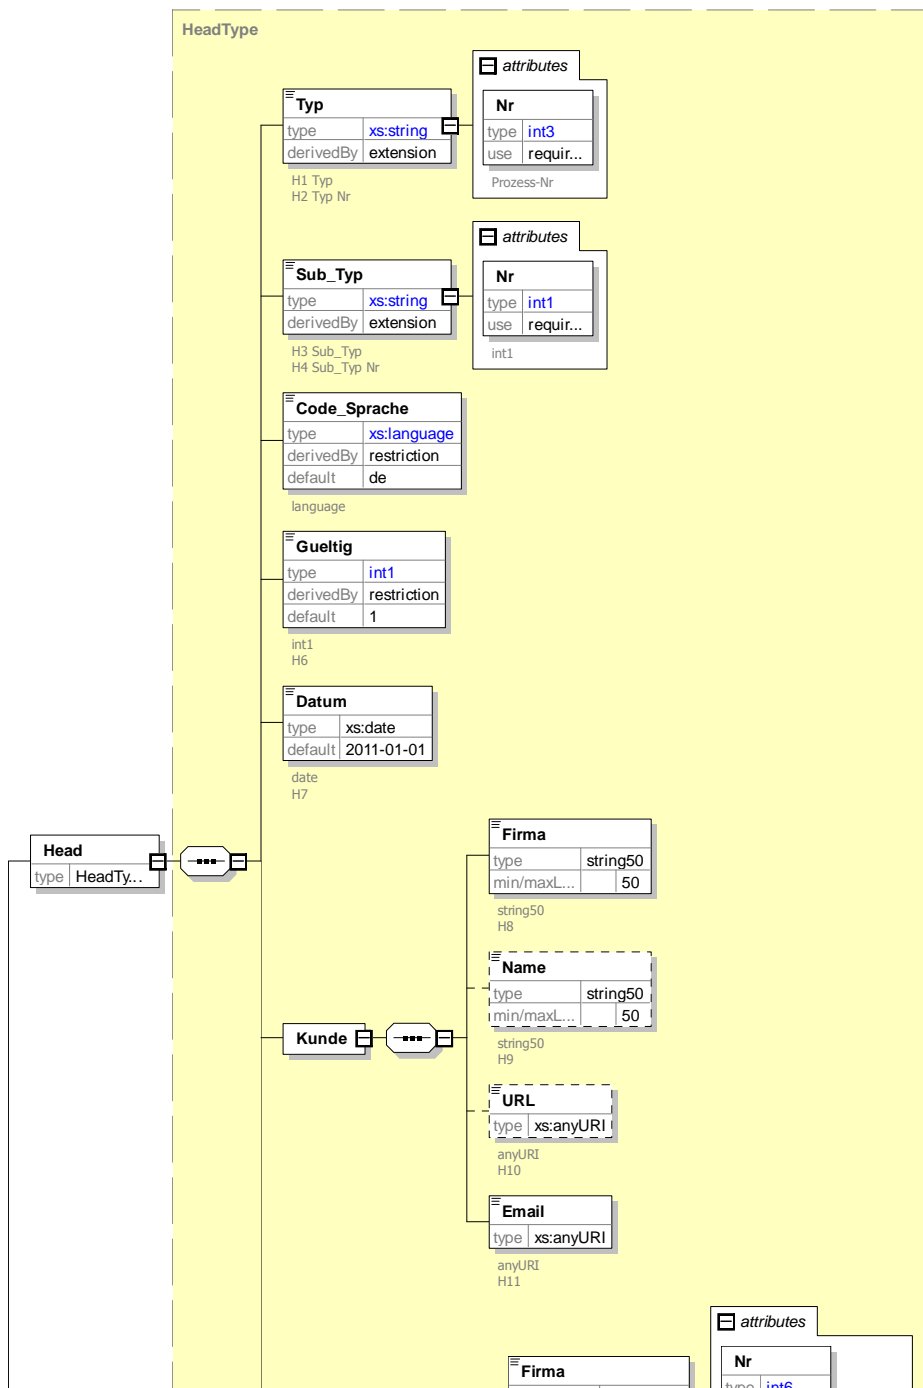 HeadType
attributes
Typ
Nr
type xs:string
type int3
derivedBy extension
use requir...
H1 Typ
H2 Typ Nr
Prozess-Nr
attributes
Sub_Typ
Nr
type xs:string
type int1
derivedBy extension
use requir...
H3 Sub_Typ
H4 Sub_Typ Nr
int1
Code_Sprache
type xs:language
derivedBy restriction
default de
language
Gueltig
type int1
derivedBy restriction
default 1
int1
H6
Datum
type xs:date
default 2011-01-01
date
H7
Head
type HeadTy...
Firma
type string50
min/maxL... 50
string50
H8
Name
type string50
min/maxL... 50
string50
H9
Kunde
URL
type xs:anyURI
anyURI
H10
Email
type xs:anyURI
anyURI
H11
attributes
Firma
Nr
type int6